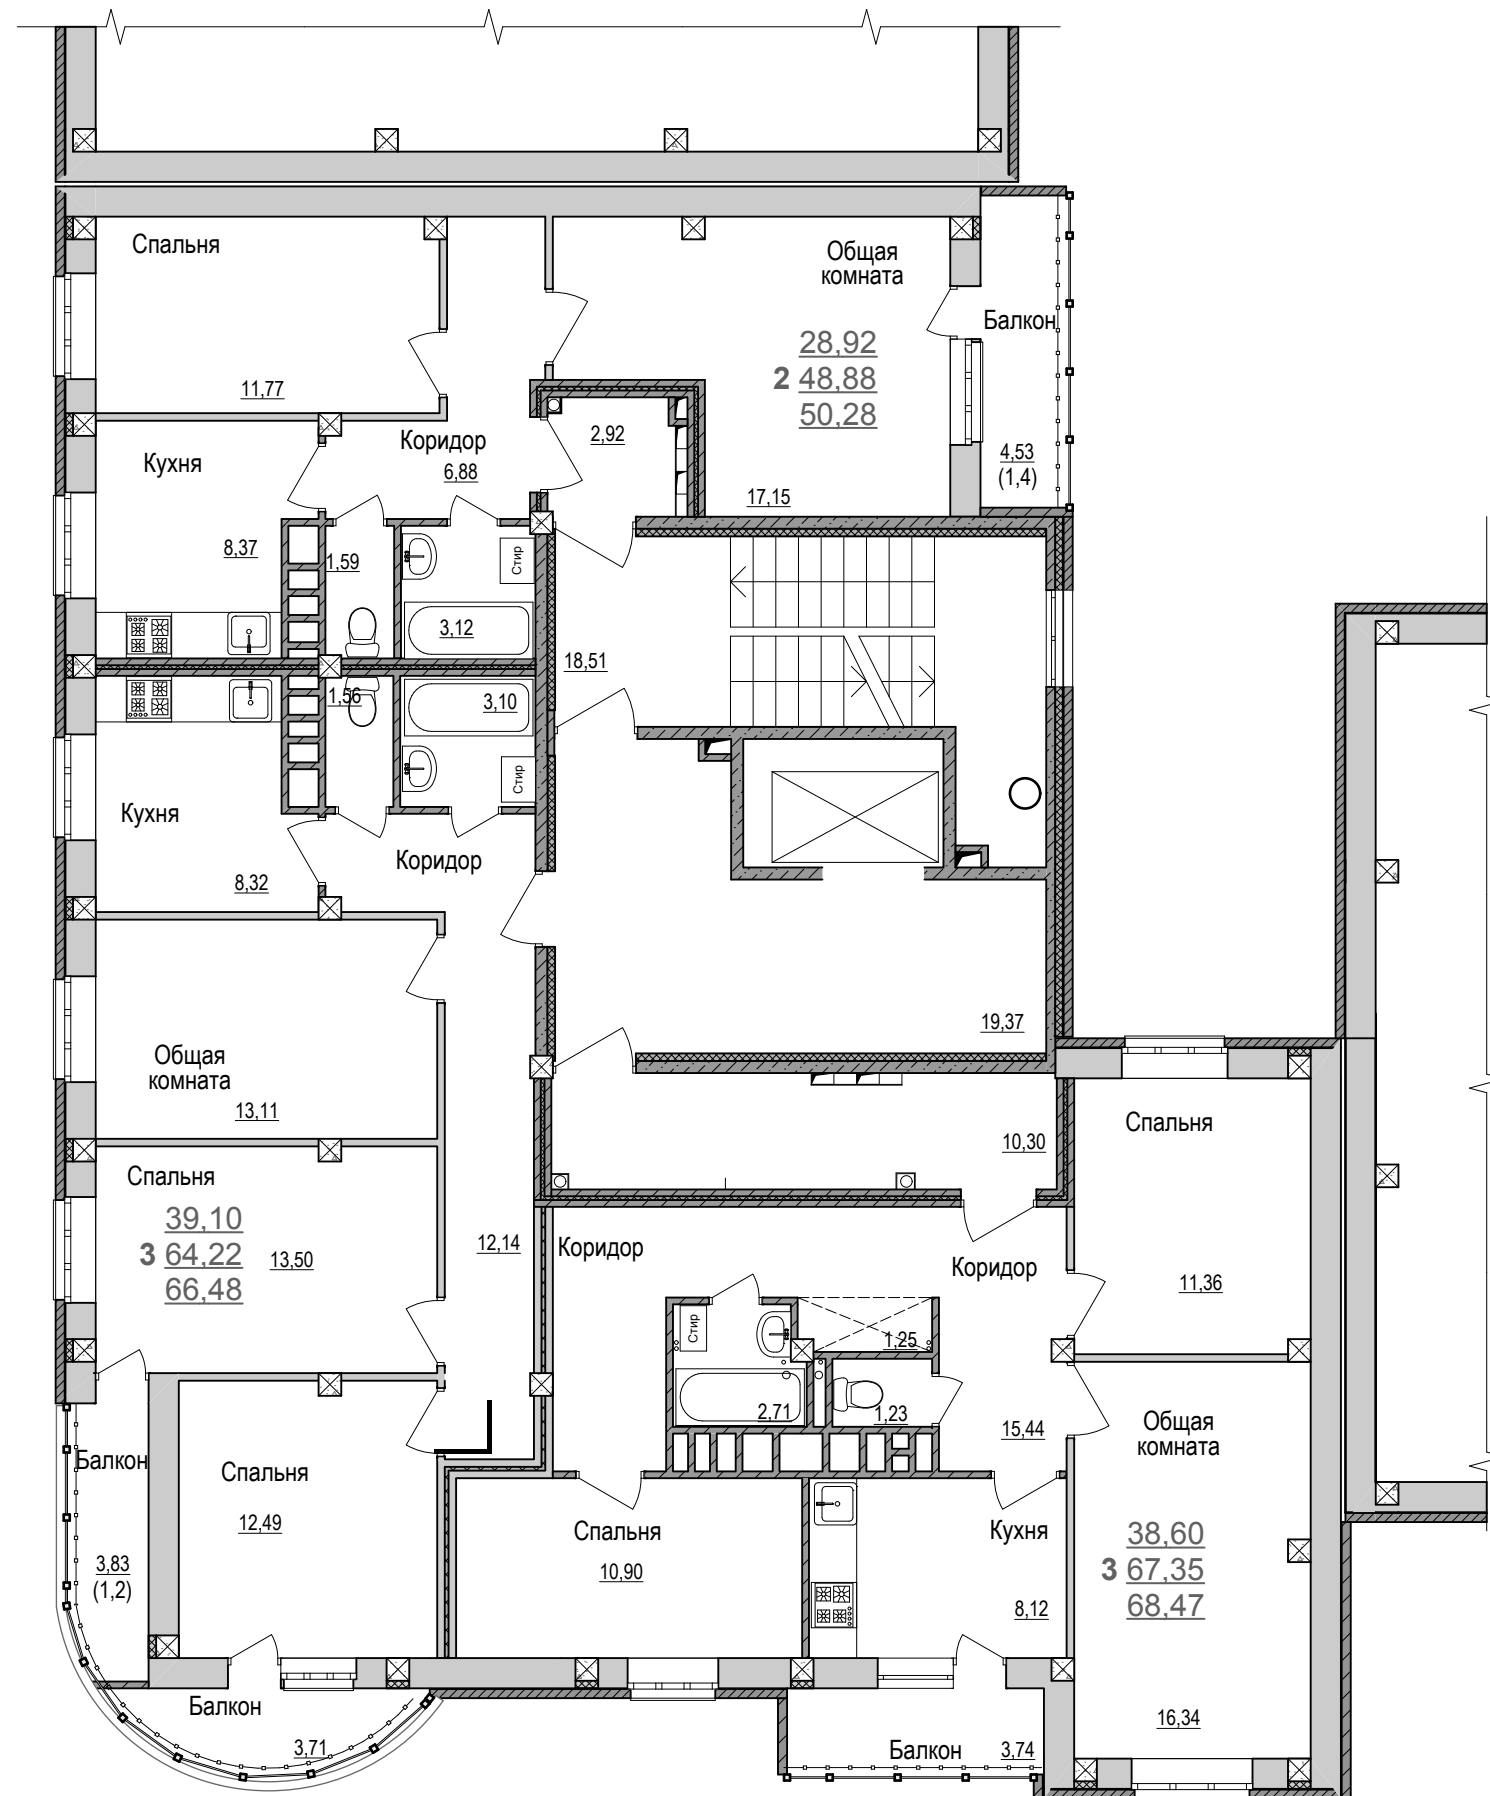 Спальня
11,77
Общая
комната
28,92
2 48,88
50,28
17,15
Балкон
4,53
(1,4)
Коридор
6,88
2,92
Кухня
8,37
1,59
Стир
3,12
18,51
1,56
3,10
Стир
Кухня
8,32
Коридор
19,37
Общая
комната
13,11
10,30
Спальня
11,36
Спальня
39,10
3 64,22
66,48
13,50
12,14
Коридор
Коридор
Стир
1,25
2,71
1,23
15,44
Общая
комната
38,60
3 67,35
68,47
16,34
Балкон
3,83
(1,2)
Спальня
12,49
Спальня
10,90
Кухня
8,12
Балкон
3,71
Балкон
3,74